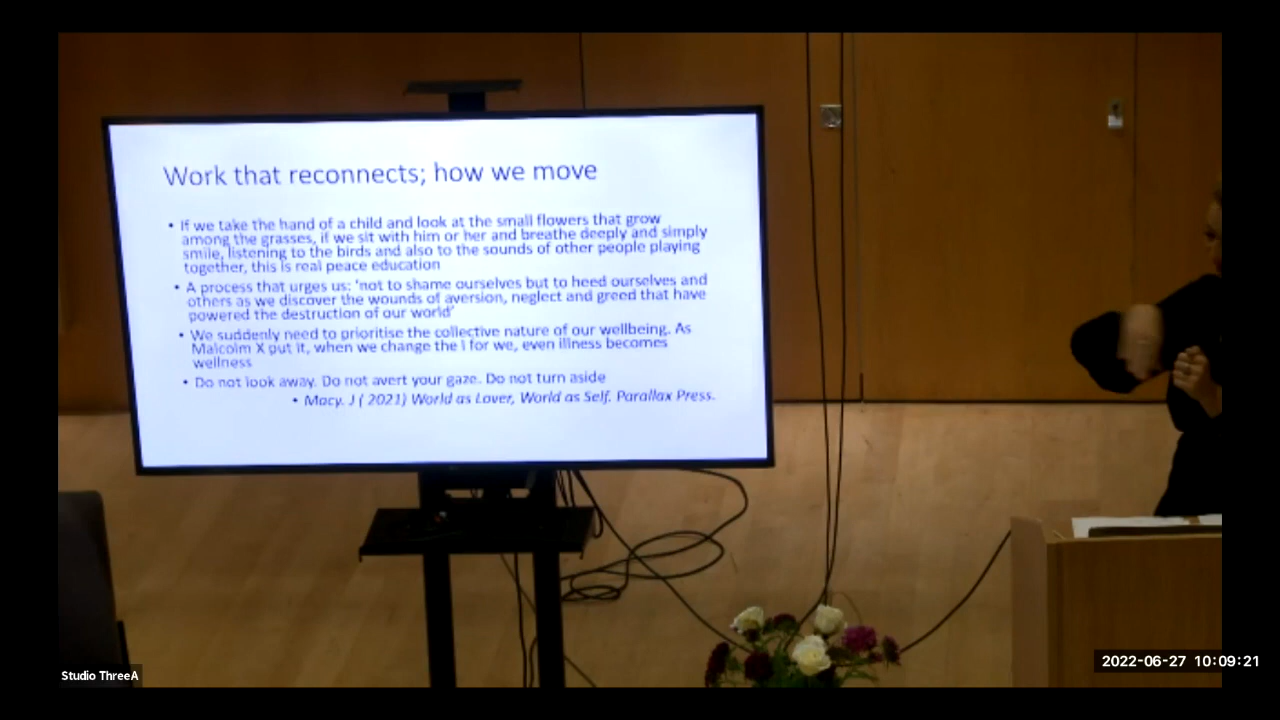 Work that reconnects; how we move
• If we take the hand of a child and look at the small flowers that grow
among the grasses, if we sit with him or her and breathe deeply and simply
smile, listening to the birds and also to the sounds of other people playing
together, this is real peace education
• A process that urges us: 'not to shame ourselves but to heed ourselves and
others as we discover the wounds of aversion, neglect and greed that have
powered the destruction of our world'
• We suddenly need to prioritise the collective nature of our wellbeing. As
Malcolm X put it, when we change the I for we, even illness becomes
wellness
• Do not look away. Do not avert your gaze. Do not turn aside
• Macy. J ( 2021) World as Lover, World as Self. Parallax Press.
Studio ThreeA
2022-06-27 10:09:21